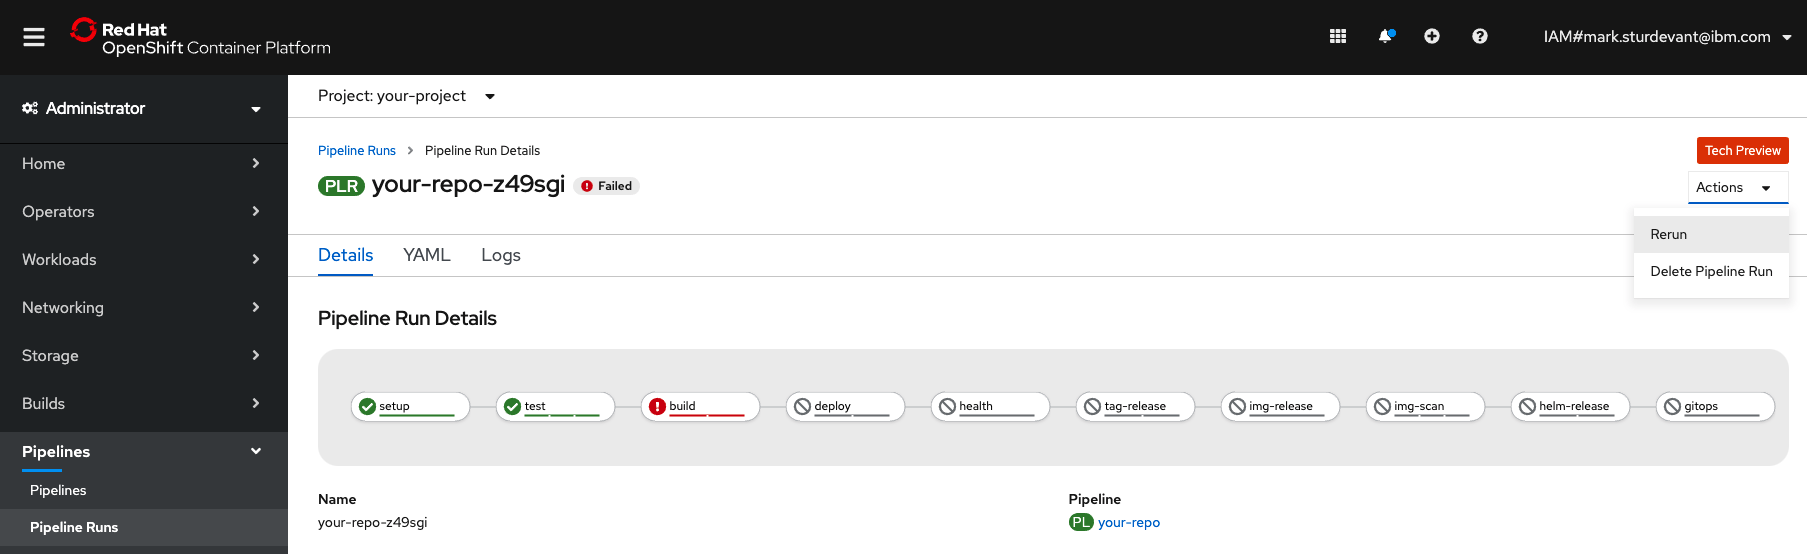 Red Hat
OpenShift Container Platform
IAM#mark.sturdevant@ibm.com
Administrator
Home
Operators
Workloads
Networking
Storage
Builds
Pipelines
Pipelines
Pipeline Runs
Project: your-project
Pipeline Runs > Pipeline Run Details
Tech Preview
PLR your-repo-z49sgi Failed
Actions
Rerun
Delete Pipeline Run
Details YAML Logs
Pipeline Run Details
setup test build deploy health tag-release img-release img-scan helm-release gitops
Name
your-repo-z49sgi
Pipeline
PL your-repo